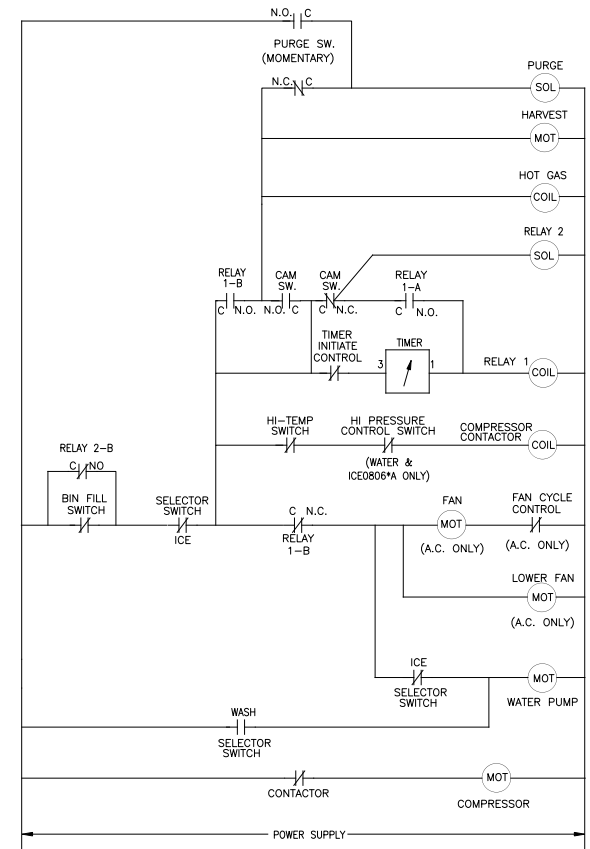 N.O. C
PURGE SW.
(MOMENTARY)
N.C. C
PURGE
SOL
HARVEST
MOT
HOT GAS
COIL
RELAY 2
SOL
RELAY
1-B
CAM
SW.
CAM
SW.
RELAY
1-A
C N.O.
N.O. C
C N.C.
C N.O.
TIMER
INITIATE
CONTROL
TIMER
3
1
RELAY 1
COIL
HI-TEMP
SWITCH
HI PRESSURE
CONTROL SWITCH
(WATER &
ICE0806*A ONLY)
COMPRESSOR
CONTACTOR
COIL
RELAY 2-B
C NO
BIN FILL
SWITCH
SELECTOR
SWITCH
ICE
C N.C.
RELAY
1-B
FAN
MOT
(A.C. ONLY)
FAN CYCLE
CONTROL
(A.C. ONLY)
LOWER FAN
MOT
(A.C. ONLY)
ICE
SELECTOR
SWITCH
MOT
WATER PUMP
WASH
SELECTOR
SWITCH
CONTACTOR
MOT
COMPRESSOR
POWER SUPPLY